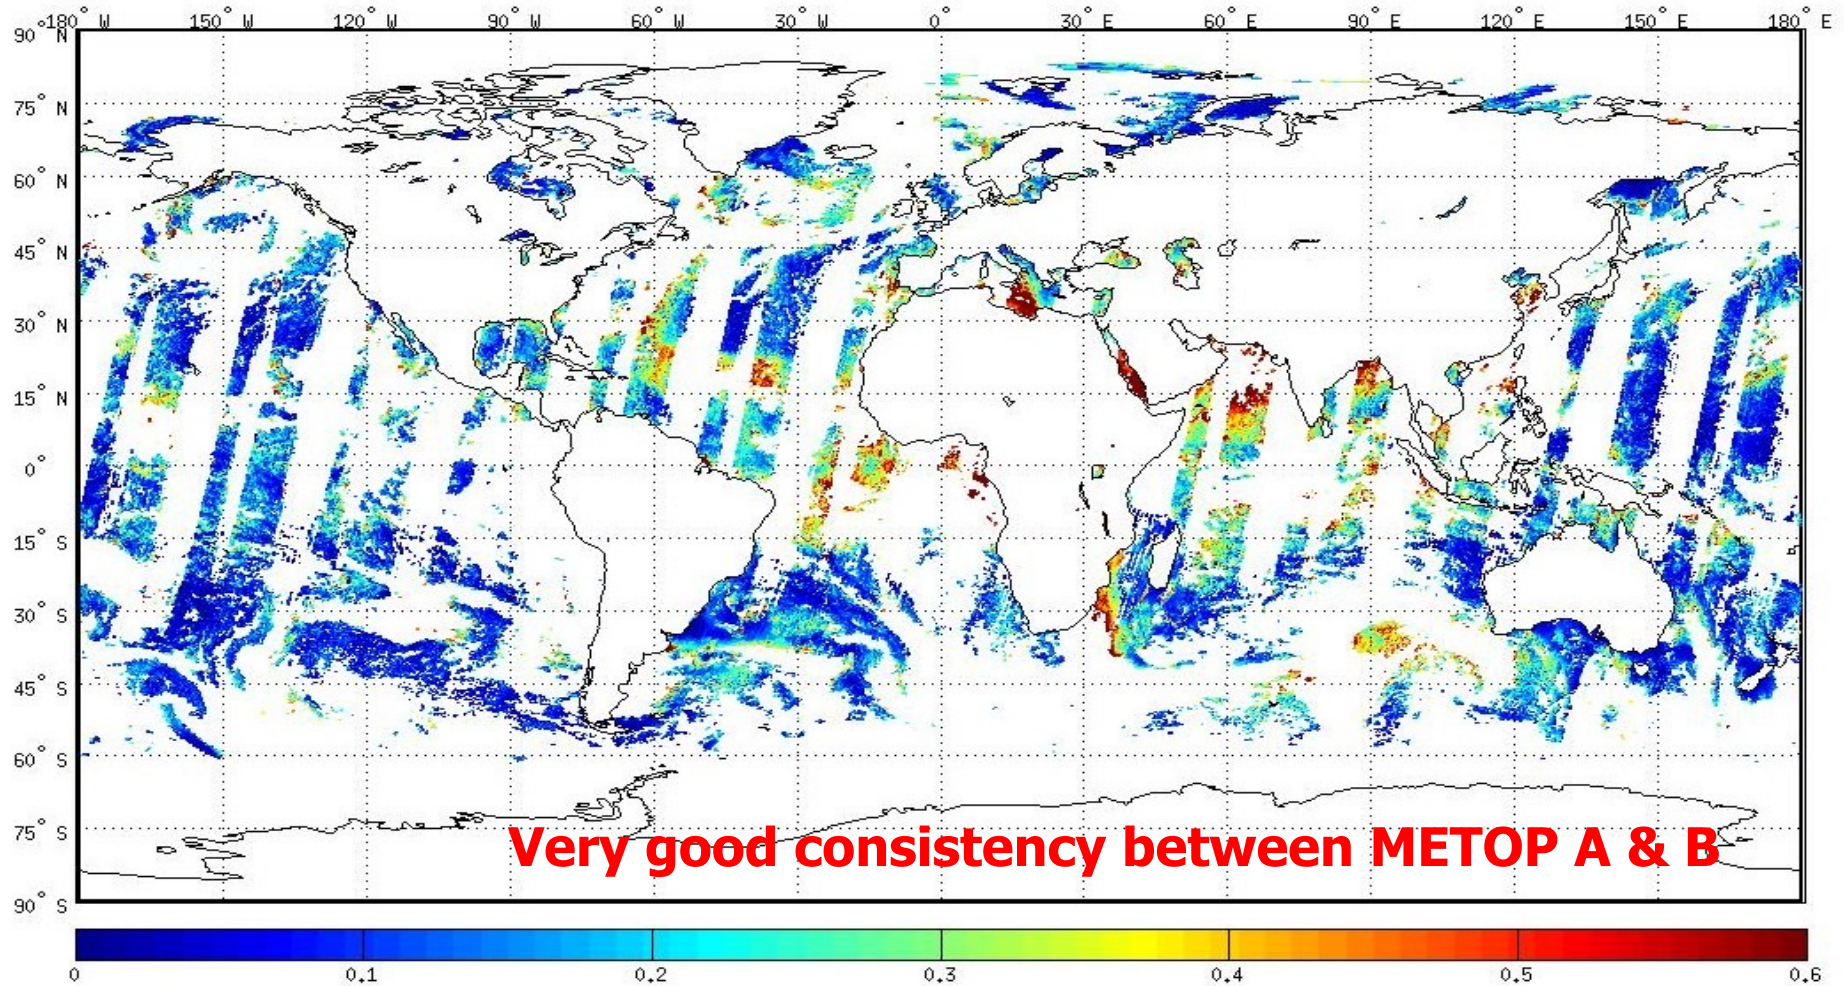 -180° W 150° W 120° W 90° W 60° W 30° W 0° 30° E 60° E 90° E 120° E 150° E 180° E
90° N
75° N
60° N
45° N
30° N
15° N
0°
15° S
30° S
45° S
60° S
75° S
Very good consistency between METOP A & B
90° S
0 0.1 0.2 0.3 0.4 0.5 0.6